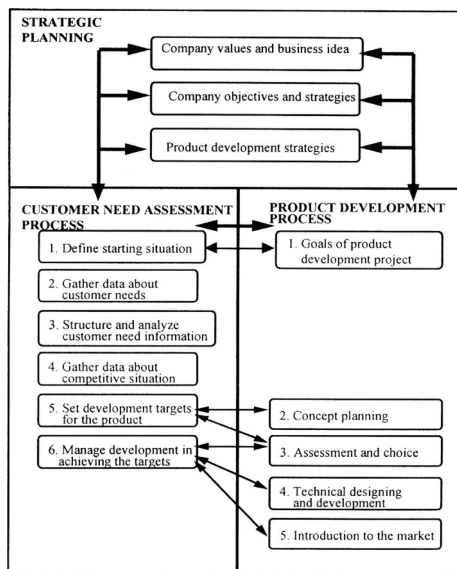 STRATEGIC
PLANNING
Company values and business idea
Company objectives and strategies
Product development strategies
CUSTOMER NEED ASSESSMENT
PROCESS
1. Define starting situation
2. Gather data about
customer needs
3. Structure and analyze
customer need information
4. Gather data about
competitive situation
5. Set development targets
for the product
6. Manage development in
achieving the targets
PRODUCT DEVELOPMENT
PROCESS
1. Goals of product
development project
2. Concept planning
3. Assessment and choice
4. Technical designing
and development
5. Introduction to the market